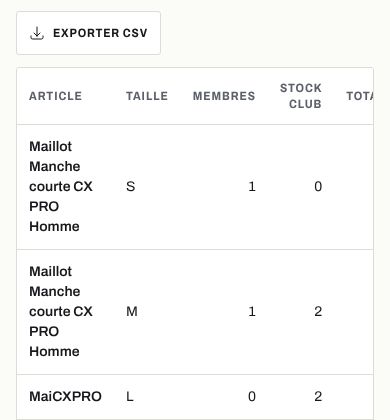 EXPORTER CSV
ARTICLE TAILLE MEMBRES STOCK CLUB TOTA
Maillot
Manche
courte CX
PRO
Homme
S 1 0
Maillot
Manche
courte CX
PRO
Homme
M 1 2
MaiCXPRO L 0 2